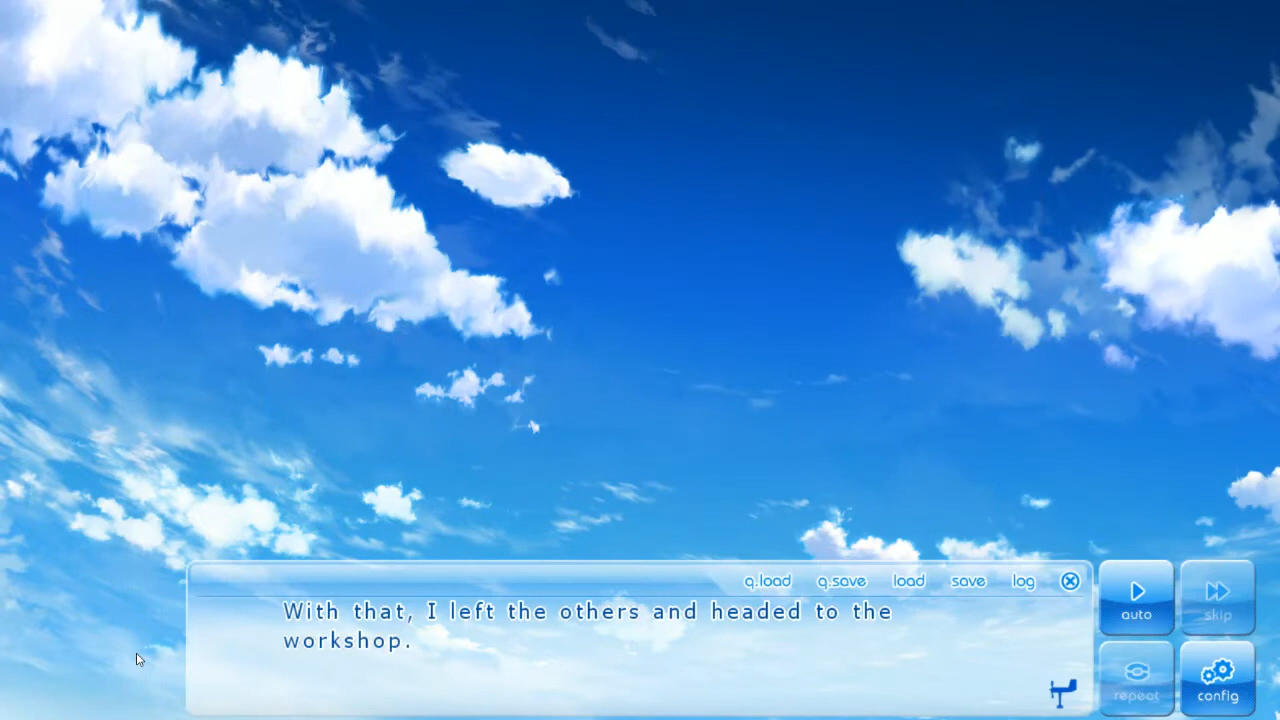 q.load q.save load save log
With that, I left the others and headed to the
workshop.
auto skip
repeat config